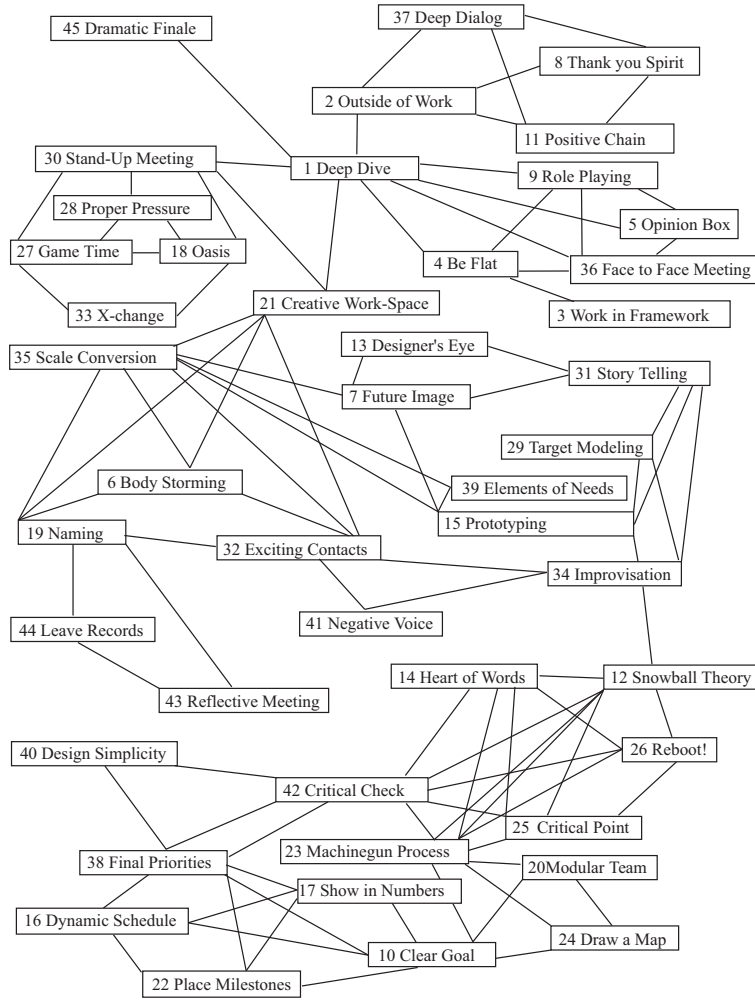 37 Deep Dialog
45 Dramatic Finale
8 Thank you Spirit
2 Outside of Work
11 Positive Chain
30 Stand-Up Meeting
1 Deep Dive
9 Role Playing
28 Proper Pressure
5 Opinion Box
27 Game Time
18 Oasis
4 Be Flat
36 Face to Face Meeting
21 Creative Work-Space
33 X-change
3 Work in Framework
13 Designer's Eye
35 Scale Conversion
31 Story Telling
7 Future Image
29 Target Modeling
6 Body Storming
39 Elements of Needs
15 Prototyping
19 Naming
32 Exciting Contacts
34 Improvisation
41 Negative Voice
44 Leave Records
14 Heart of Words
12 Snowball Theory
43 Reflective Meeting
26 Reboot!
40 Design Simplicity
42 Critical Check
25 Critical Point
23 Machinegun Process
38 Final Priorities
20Modular Team
17 Show in Numbers
16 Dynamic Schedule
24 Draw a Map
10 Clear Goal
22 Place Milestones